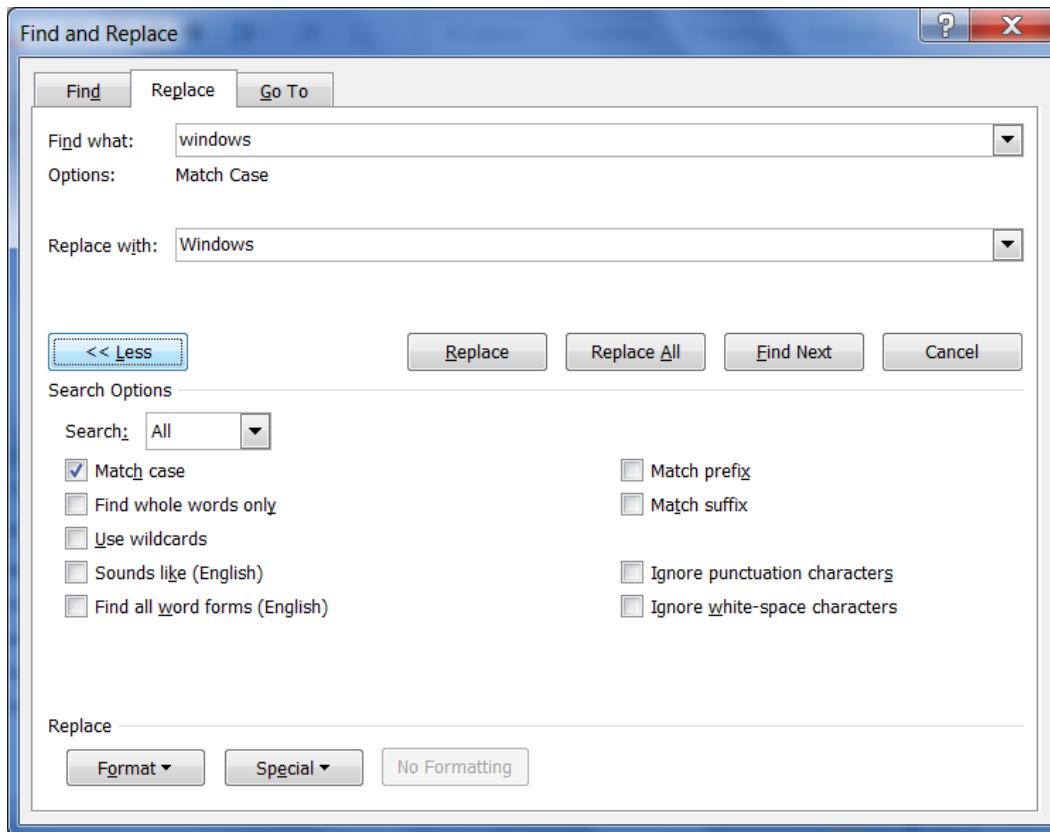 Find and Replace
Find Replace Go To
Find what: windows
Options: Match Case
Replace with: Windows
<< Less Replace Replace All Find Next Cancel
Search Options
Search: All
Match case Match prefix
Find whole words only Match suffix
Use wildcards
Sounds like (English) Ignore punctuation characters
Find all word forms (English) Ignore white-space characters
Replace
Format Special No Formatting